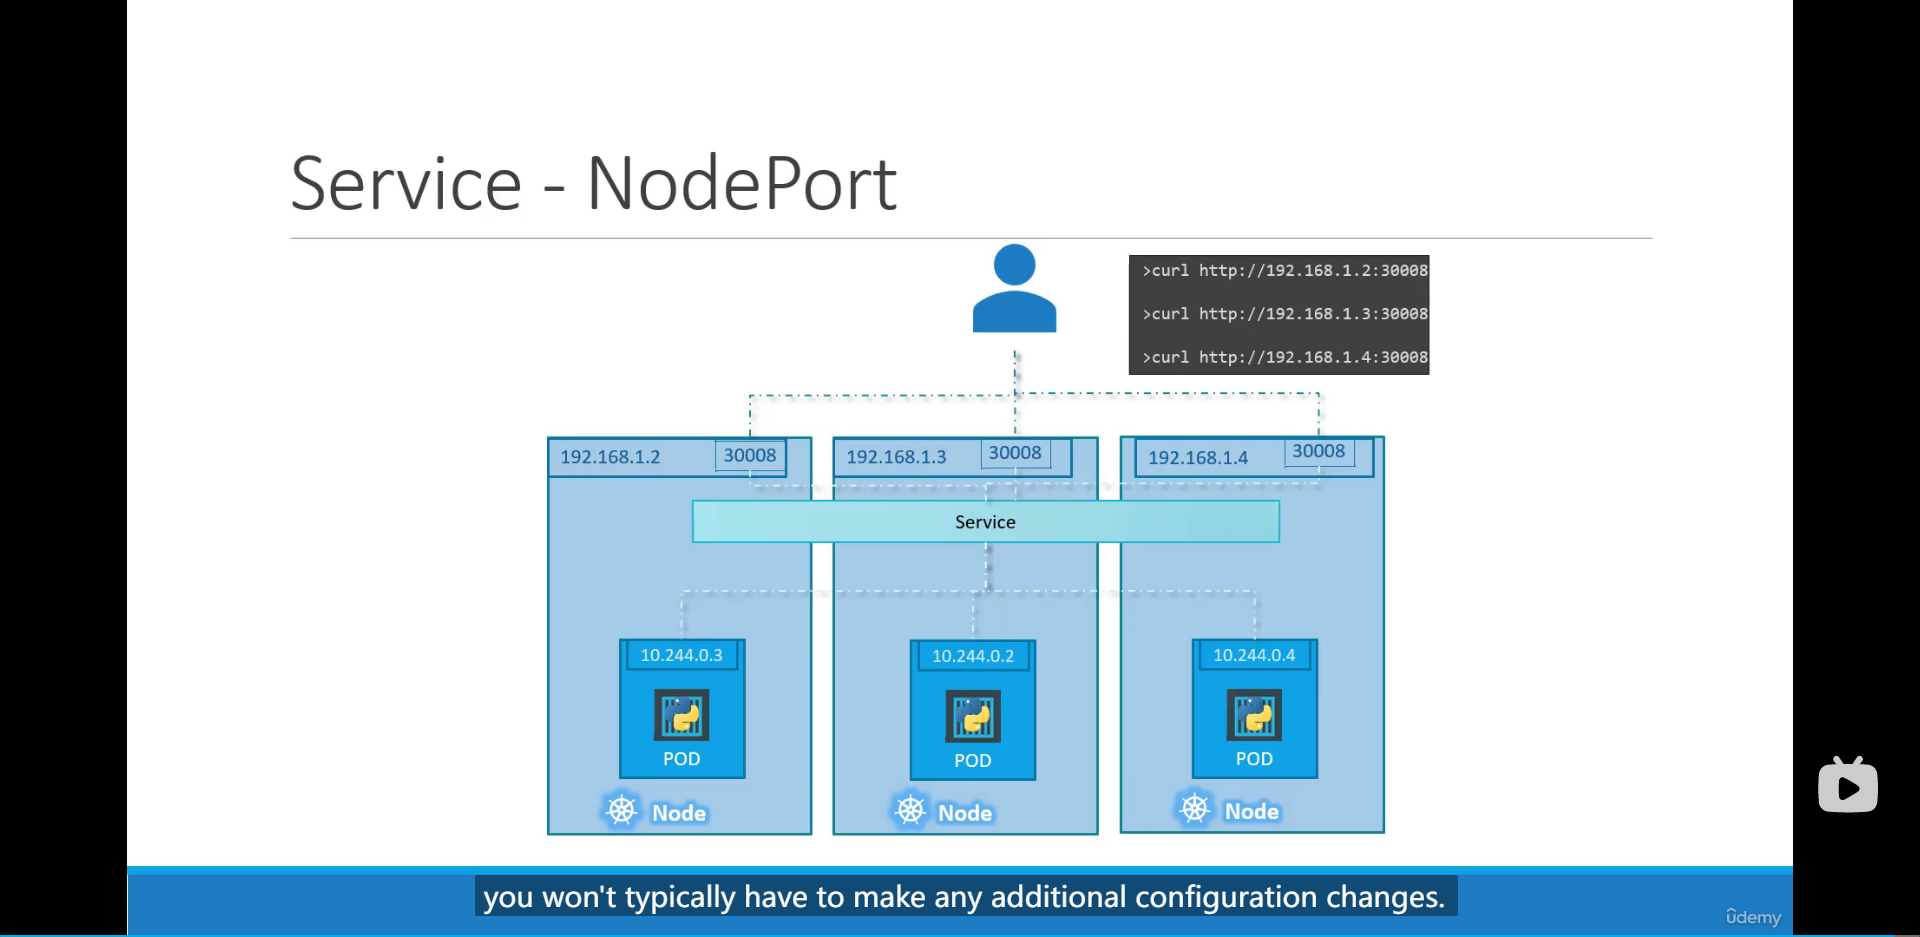 Service - NodePort
>curl http://192.168.1.2:30008
>curl http://192.168.1.3:30008
>curl http://192.168.1.4:30008
192.168.1.2
30008
192.168.1.3
30008
192.168.1.4
30008
Service
10.244.0.3
10.244.0.2
10.244.0.4
POD
POD
POD
Node
Node
Node
you won't typically have to make any additional configuration changes.
ûdemy